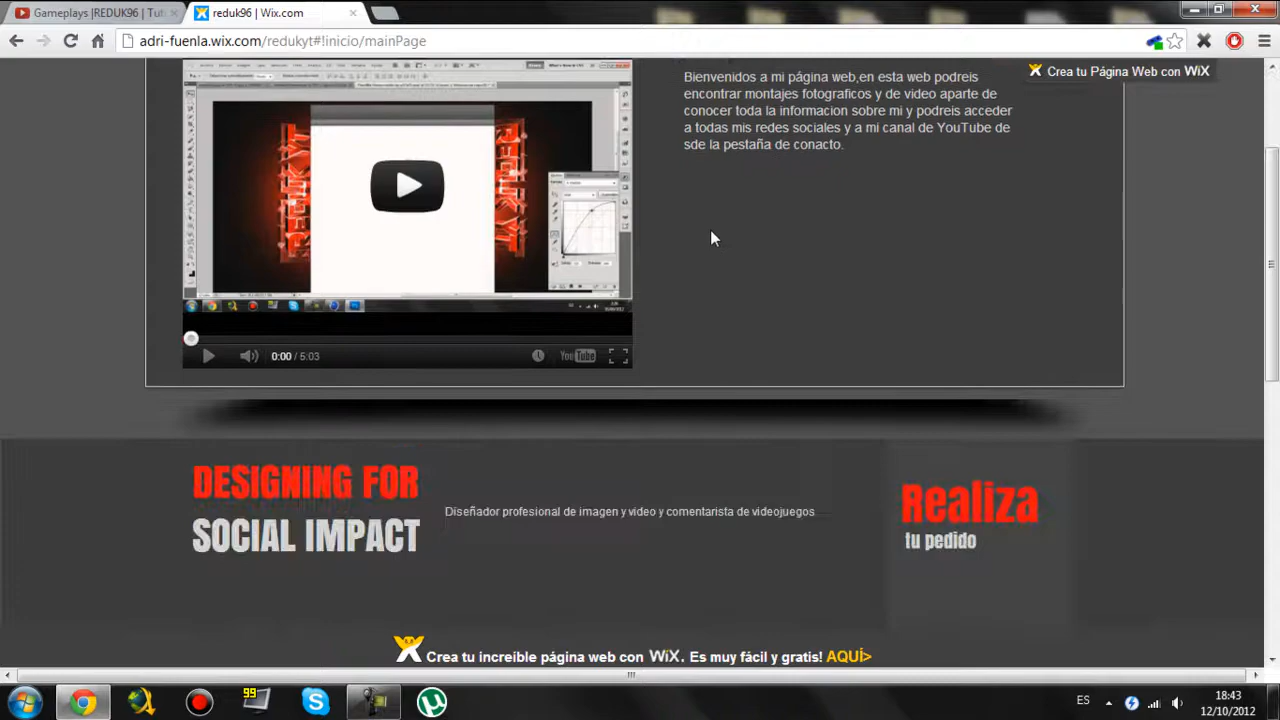 Gameplays |REDUK96 | Tut
reduk96 | Wix.com
adri-fuenla.wix.com/redukyt#!inicio/mainPage
Crea tu Página Web con WiX
Bienvenidos a mi página web,en esta web podreis
encontrar montajes fotograficos y de video aparte de
conocer toda la informacion sobre mi y podreis acceder
a todas mis redes sociales y a mi canal de YouTube de
sde la pestaña de conacto.
0:00 / 5:03
YouTube
DESIGNING FOR
SOCIAL IMPACT
Diseñador profesional de imagen y video y comentarista de videojuegos
Realiza
tu pedido
Crea tu increible página web con WiX. Es muy fácil y gratis! AQUÍ>
99
ES
18:43
12/10/2012